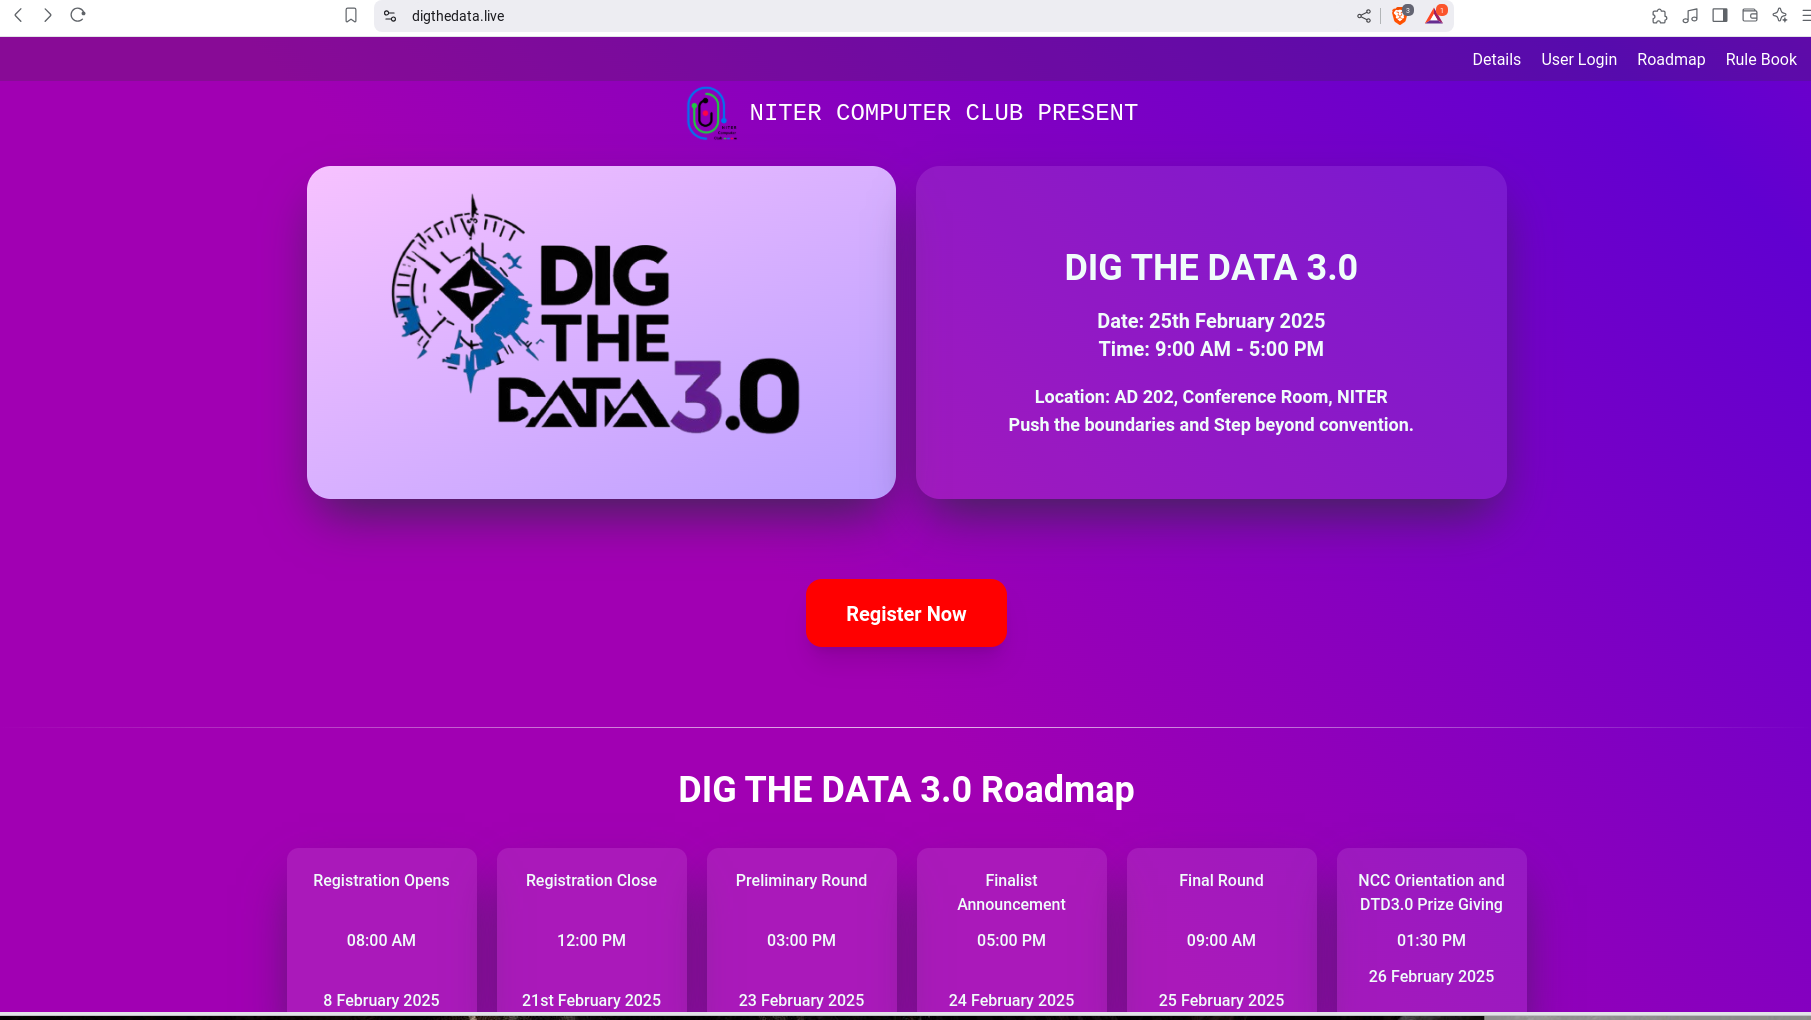 digthedata.live
3
1
Details User Login Roadmap Rule Book
NITER COMPUTER CLUB PRESENT
DIG
THE
DATA 3.0
DIG THE DATA 3.0
Date: 25th February 2025
Time: 9:00 AM - 5:00 PM
Location: AD 202, Conference Room, NITER
Push the boundaries and Step beyond convention.
Register Now
DIG THE DATA 3.0 Roadmap
Registration Opens
08:00 AM
8 February 2025
Registration Close
12:00 PM
21st February 2025
Preliminary Round
03:00 PM
23 February 2025
Finalist
Announcement
05:00 PM
24 February 2025
Final Round
09:00 AM
25 February 2025
NCC Orientation and
DTD3.0 Prize Giving
01:30 PM
26 February 2025